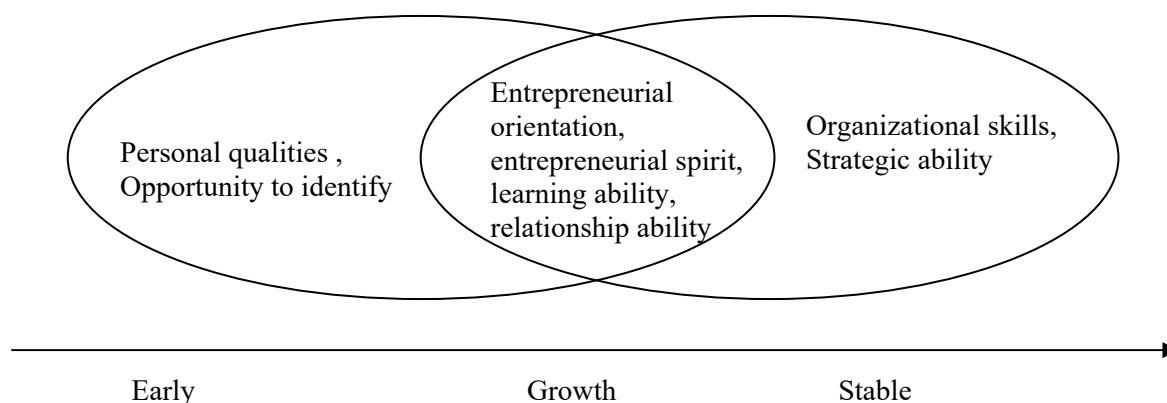 Personal qualities ,
Opportunity to identify
Entrepreneurial
orientation,
entrepreneurial spirit,
learning ability,
relationship ability
Organizational skills,
Strategic ability
Early
Growth
Stable